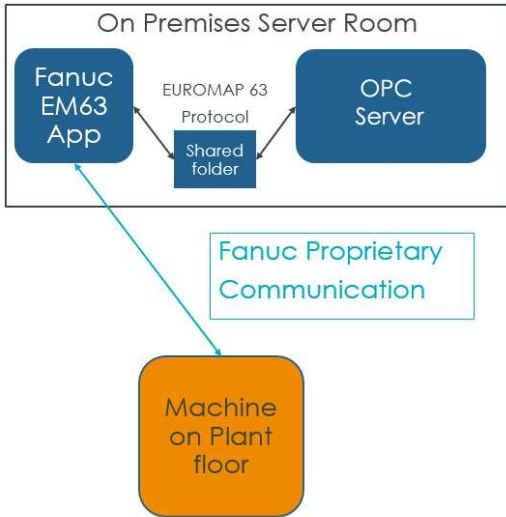 On Premises Server Room
Fanuc
EM63
App
EUROMAP 63
Protocol
Shared
folder
OPC
Server
Fanuc Proprietary
Communication
Machine
on Plant
floor